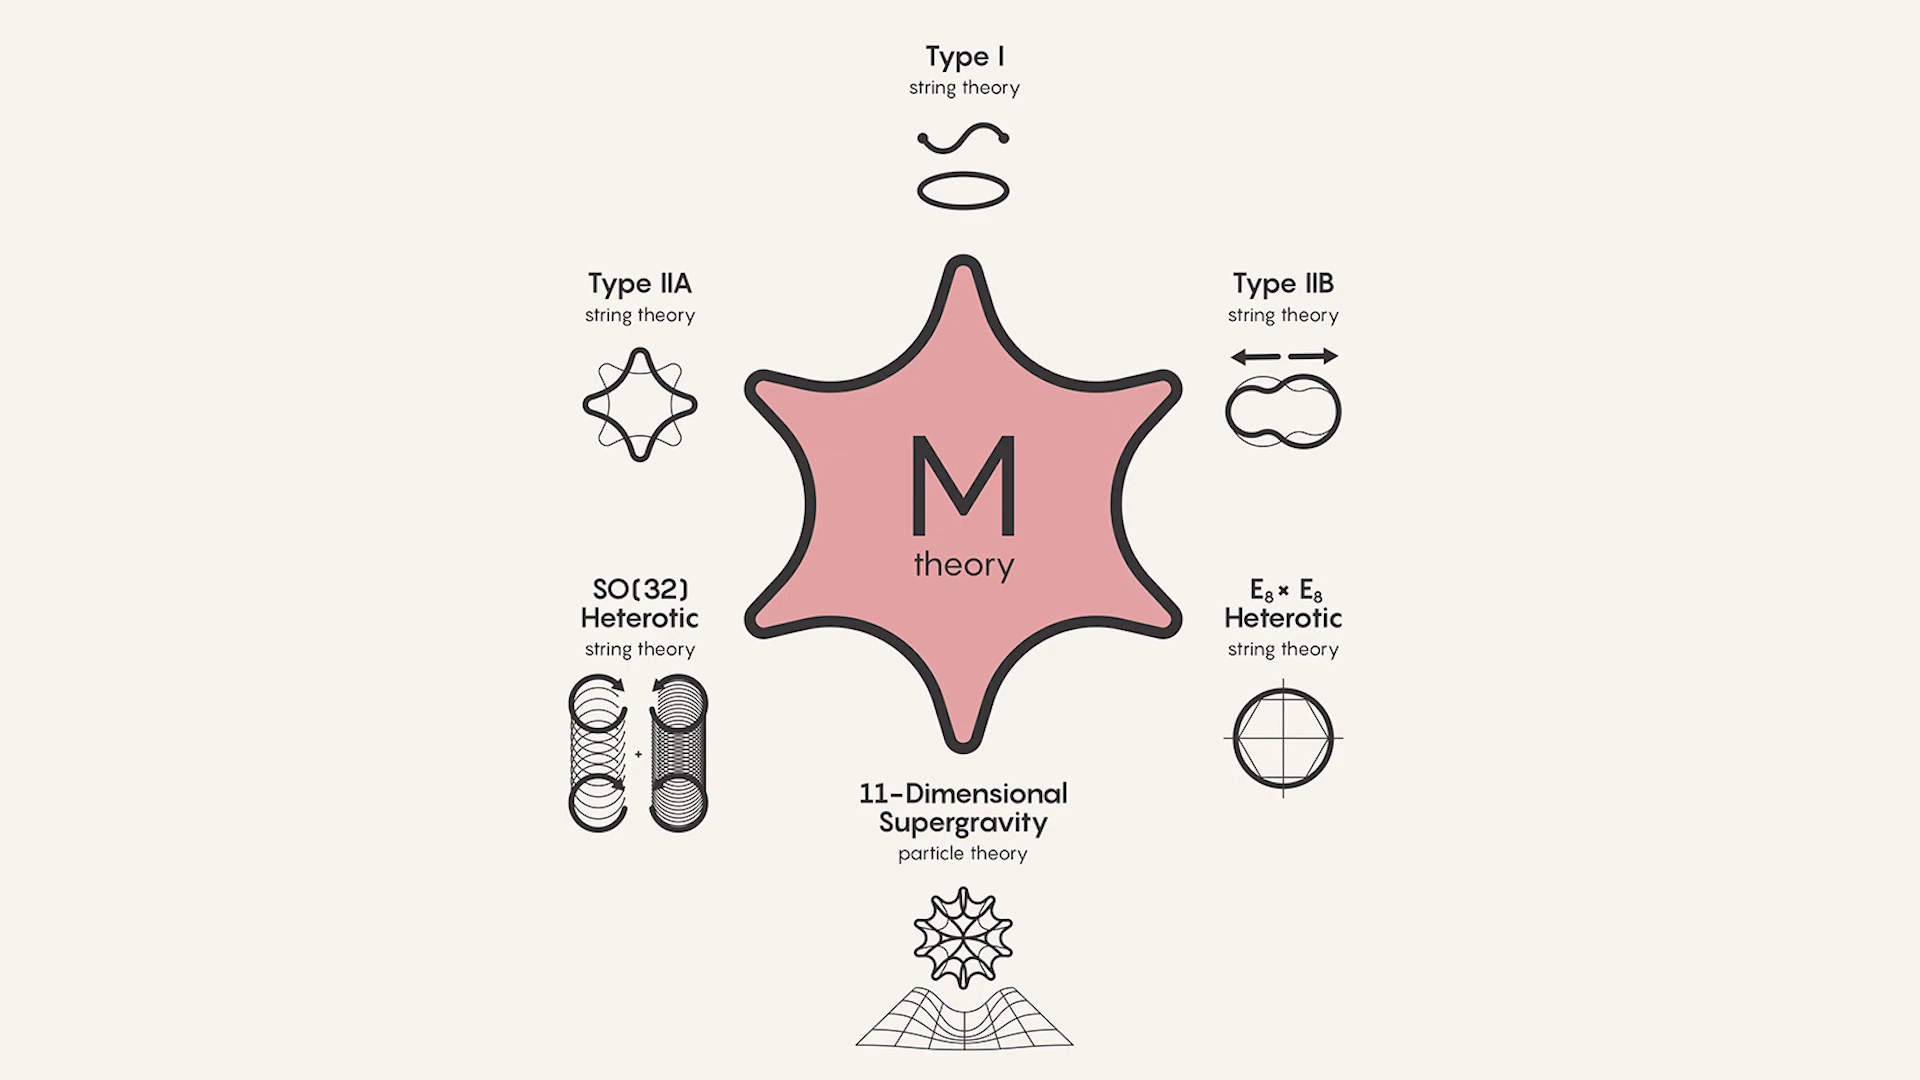 Type I
string theory
Type IIA
string theory
Type IIB
string theory
M
theory
SO(32)
Heterotic
string theory
E₈ × E₈
Heterotic
string theory
11-Dimensional
Supergravity
particle theory